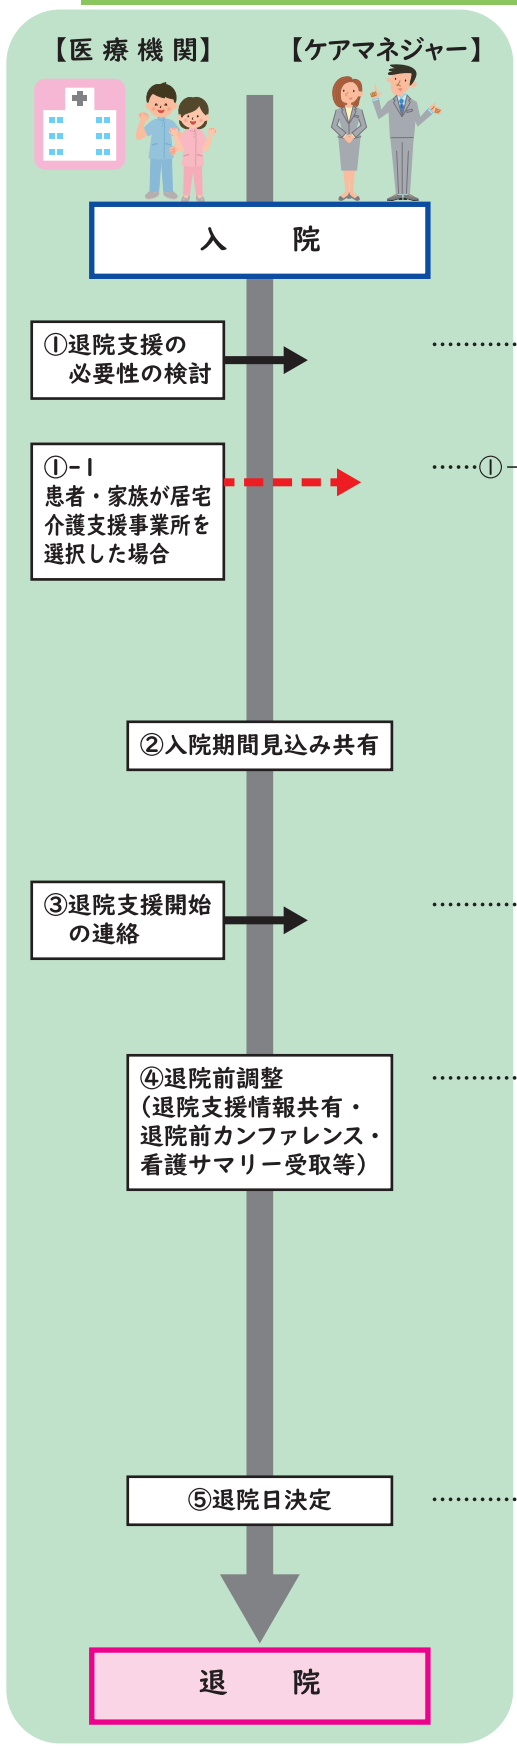 【医療機関】 【ケアマネジャー】
入 院
①退院支援の
必要性の検討
①-1
患者・家族が居宅
介護支援事業所を
選択した場合
……①−
②入院期間見込み共有
③退院支援開始
の連絡
④退院前調整
（退院支援情報共有・
退院前カンファレンス・
看護サマリー受取等）
⑤退院日決定
退 院